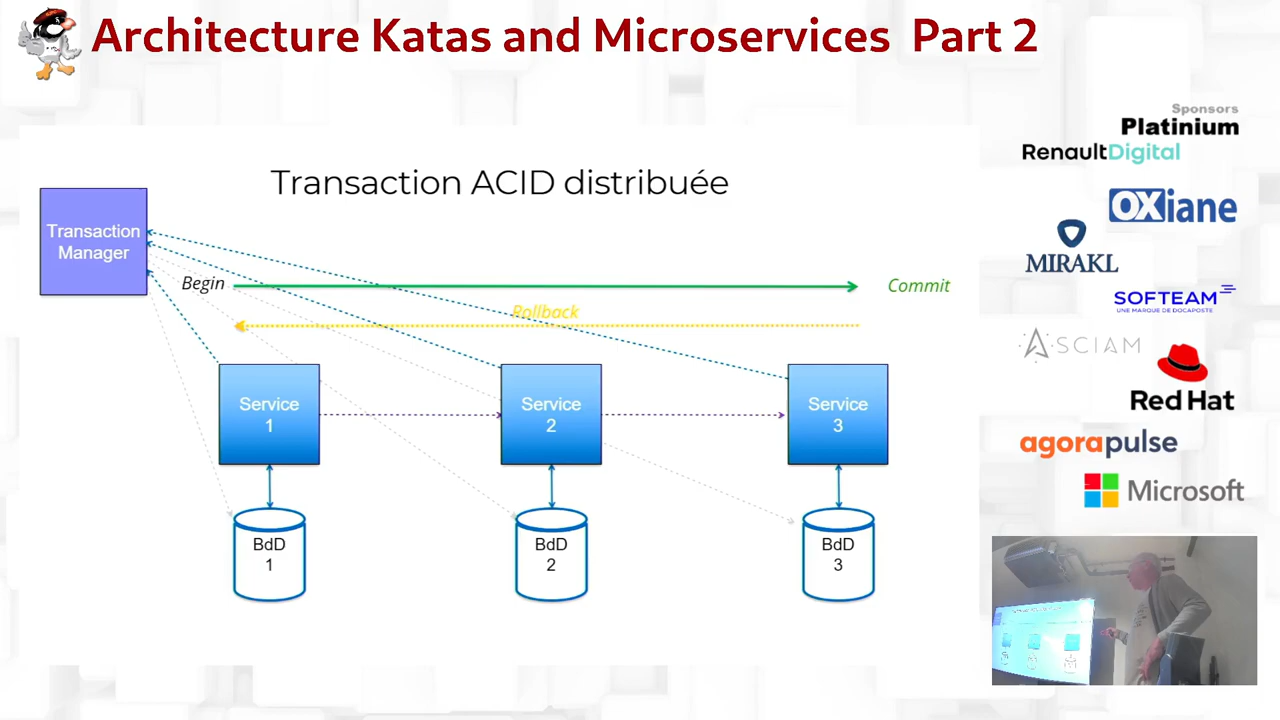 Architecture Katas and Microservices Part 2
Sponsors
Platinium
RenaultDigital
OXiane
MIRAKL
SOFTEAM
UNE MARQUE DE DOCAPOSTE
ASCIAM
Red Hat
agorapulse
Microsoft
Transaction ACID distribuée
Transaction
Manager
Begin
Commit
Rollback
Service
1
Service
2
Service
3
BdD
1
BdD
2
BdD
3